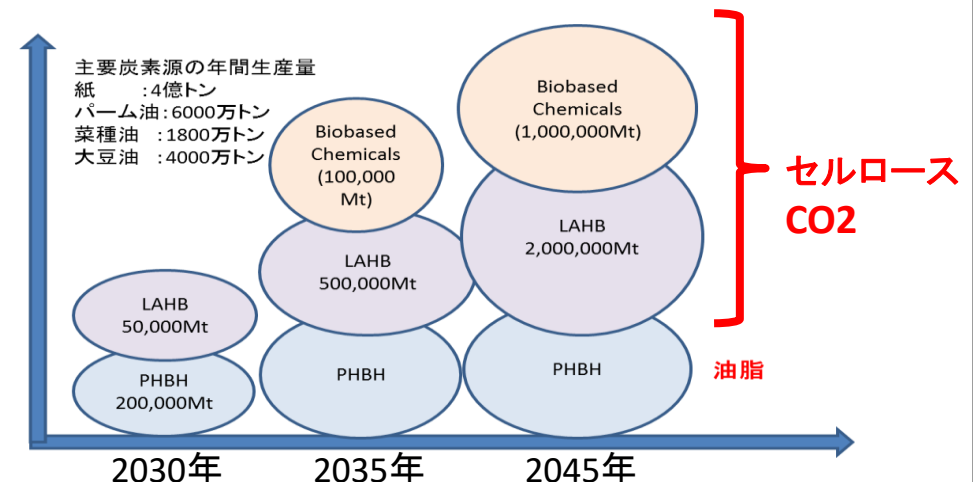 主要炭素源の年間生産量
紙　　：4億トン
パーム油：6000万トン
菜種油　：1800万トン
大豆油　：4000万トン
Biobased
Chemicals
(100,000
Mt)
Biobased
Chemicals
(1,000,000Mt)
セルロース
CO2
LAHB
50,000Mt
LAHB
500,000Mt
LAHB
2,000,000Mt
PHBH
200,000Mt
PHBH
PHBH
油脂
2030年
2035年
2045年